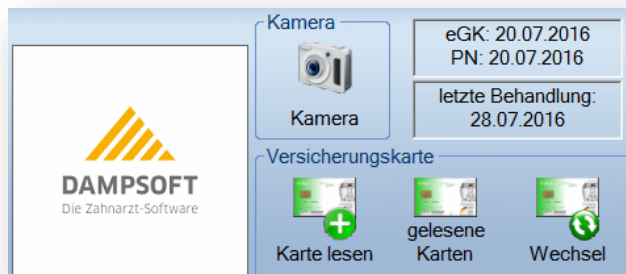 DAMPSOFT
Die Zahnarzt-Software
Kamera
Kamera
eGK: 20.07.2016
PN: 20.07.2016
letzte Behandlung:
28.07.2016
Versicherungskarte
Karte lesen
gelesene
Karten
Wechsel